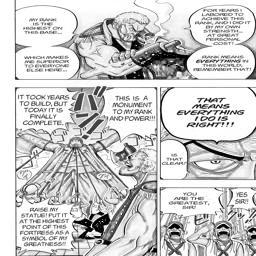 MY RANK
IS THE
HIGHEST ON
THIS BASE...
WHICH MAKES
ME SUPERIOR
TO EVERYONE
ELSE HERE...
FOR YEARS I
LABORED TO
ACHIEVE THIS
RANK, AND I DID IT
BY MY OWN
STRENGTH,
AT GREAT
PERSONAL
COST!
RANK MEANS
EVERYTHING IN
THIS WORLD,
REMEMBER THAT!
IT TOOK YEARS
TO BUILD, BUT
TODAY IT IS
FINALLY
COMPLETE,
THIS IS A
MONUMENT
TO MY RANK
AND POWER!!!
RAISE MY
STATUE! PUT IT
AT THE HIGHEST
POINT OF THIS
FORTRESS AS A
SYMBOL OF MY
GREATNESS!!
THAT
MEANS
EVERYTHING
I DO IS
RIGHT!!!
IS
THAT
CLEAR!
YOU
ARE THE
GREATEST,
SIR!!
YES
SIR!!